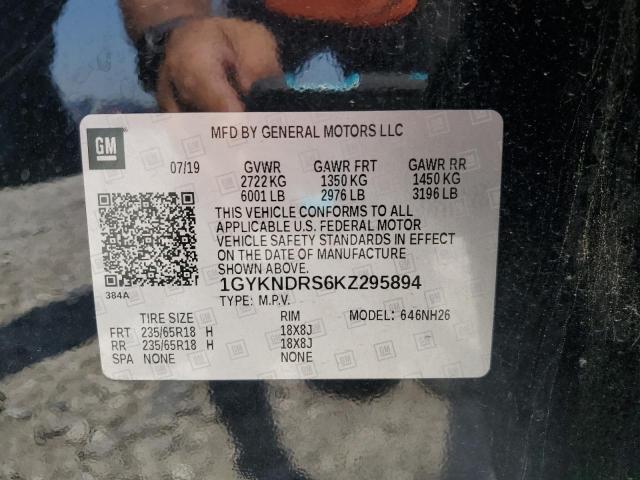 GM
MFD BY GENERAL MOTORS LLC
07/19 GVWR GAWR FRT GAWR RR
2722 KG 1350 KG 1450 KG
6001 LB 2976 LB 3196 LB
THIS VEHICLE CONFORMS TO ALL
APPLICABLE U.S. FEDERAL MOTOR
VEHICLE SAFETY STANDARDS IN EFFECT
ON THE DATE OF MANUFACTURE
SHOWN ABOVE.
384A
1GYKNDRS6KZ295894
TYPE: M.P.V.
TIRE SIZE RIM MODEL: 646NH26
FRT 235/65R18 H 18X8J
RR 235/65R18 H 18X8J
SPA NONE NONE